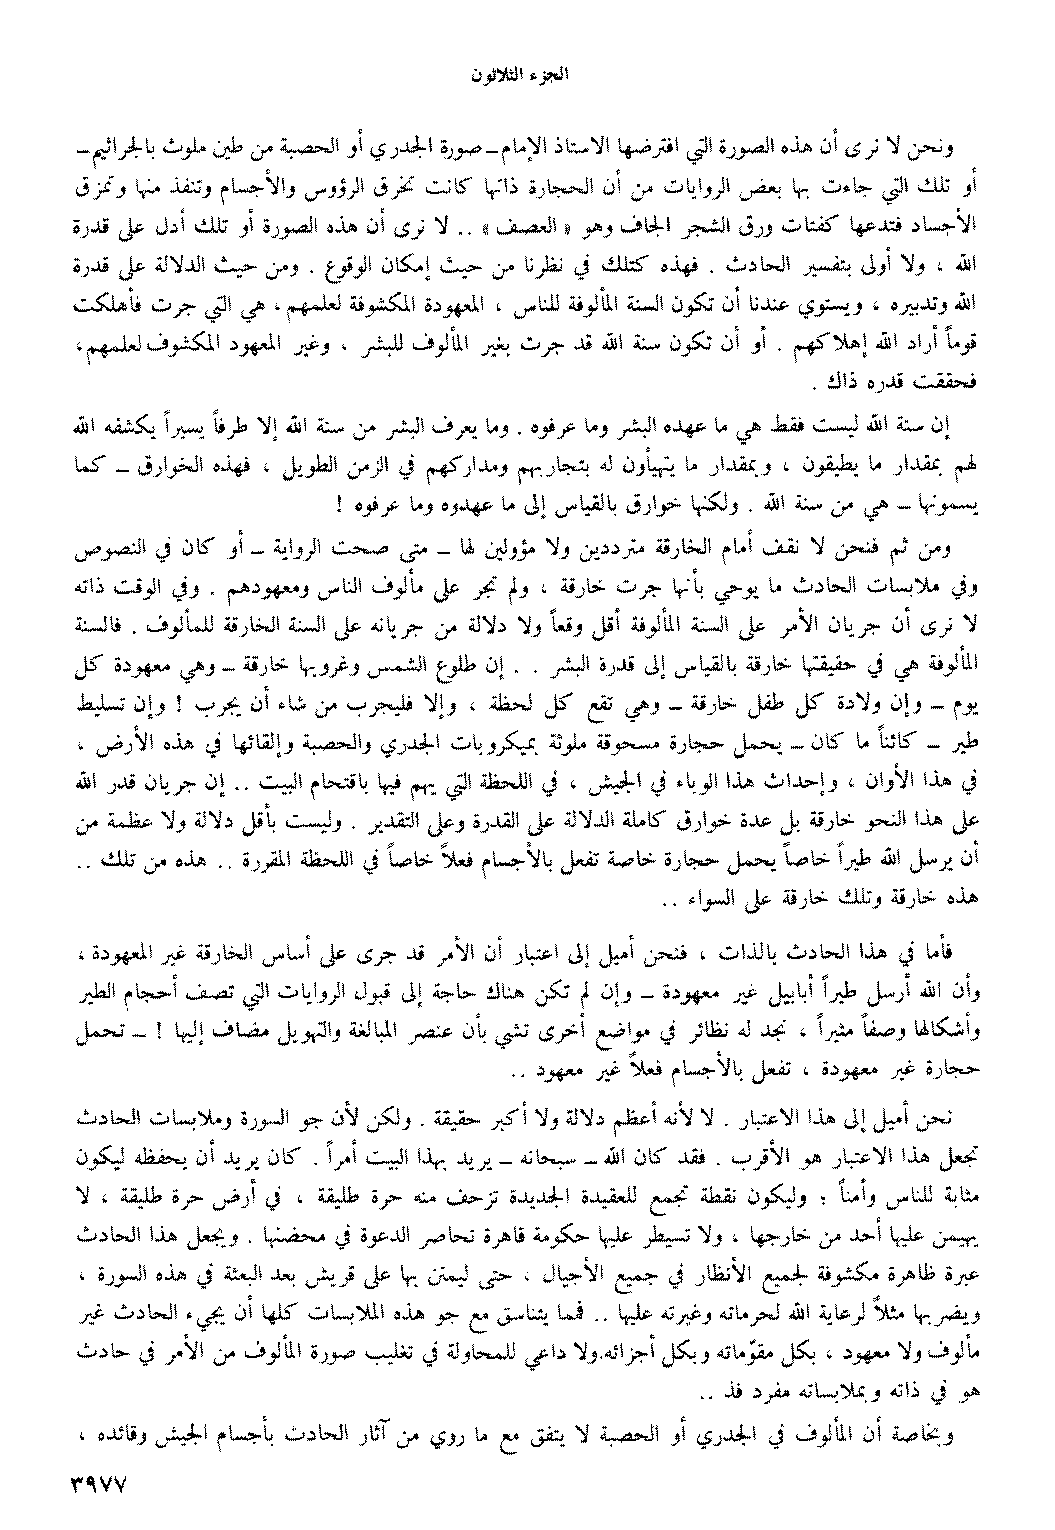 الجزء الثلاثون
ونحن لا نرى أن هذه الصورة التي افترضها الاستاذ الإمام – صورة الجدري أو الحصبة من طين ملوث بالجراثيم –
أو تلك التي جاءت بها بعض الروايات من أن الحجارة ذاتها كانت تخرق الرؤوس والأجسام وتنفذ منها وتمزق
الأجساد فتدعها كفتات ورق الشجر الجاف وهو « العصف » .. لا نرى أن هذه الصورة أو تلك أدل على قدرة
الله ، ولا أولى بتفسير الحادث . فهذه كتلك في نظرنا من حيث إمكان الوقوع . ومن حيث الدلالة على قدرة
الله وتدبيره ، ويستوي عندنا أن تكون السنة المألوفة للناس ، المعهودة المكشوفة لعلمهم ، هي التي جرت فأهلكت
قوماً أراد الله إهلاكهم . أو أن تكون سنة الله قد جرت بغير المألوف للبشر ، وغير المعهود المكشوف لعلمهم ،
فحققت قدره ذاك .
إن سنة الله ليست فقط هي ما عهده البشر وما عرفوه . وما يعرف البشر من سنة الله إلا طرفاً يسيراً يكشفه الله
لهم بمقدار ما يطيقون ، وبمقدار ما يتهيأون له بتجاربهم ومداركهم في الزمن الطويل ، فهذه الخوارق – كما
يسمونها – هي من سنة الله . ولكنها خوارق بالقياس إلى ما عهدوه وما عرفوه !
ومن ثم فنحن لا نقف أمام الخارقة مترددين ولا مؤولين لها – متى صحت الرواية – أو كان في النصوص
وفي ملابسات الحادث ما يوحي بأنها جرت خارقة ، ولم تجر على مألوف الناس ومعهودهم . وفي الوقت ذاته
لا نرى أن جريان الأمر على السنة المألوفة أقل وقعاً ولا دلالة من جريانه على السنة الخارقة للمألوف . فالسنة
المألوفة هي في حقيقتها خارقة بالقياس إلى قدرة البشر . . إن طلوع الشمس وغروبها خارقة – وهي معهودة كل
يوم – وإن ولادة كل طفل خارقة – وهي تقع كل لحظة ، وإلا فليجرب من شاء أن يجرب ! وإن تسليط
طير – كائناً ما كان – يحمل حجارة مسحوقة ملوثة بميكروبات الجدري والحصبة وإلقائها في هذه الأرض ،
في هذا الأوان ، وإحداث هذا الوباء في الجيش ، في اللحظة التي يهم فيها باقتحام البيت .. إن جريان قدر الله
على هذا النحو خارقة بل عدة خوارق كاملة الدلالة على القدرة وعلى التقدير . وليست بأقل دلالة ولا عظمة من
أن يرسل الله طيراً خاصاً يحمل حجارة خاصة تفعل بالأجسام فعلاً خاصاً في اللحظة المقررة .. هذه من تلك ..
هذه خارقة وتلك خارقة على السواء ..
فأما في هذا الحادث بالذات ، فنحن أميل إلى اعتبار أن الأمر قد جرى على أساس الخارقة غير المعهودة ،
وأن الله أرسل طيراً أبابيل غير معهودة – وإن لم تكن هناك حاجة إلى قبول الروايات التي تصف أحجام الطير
وأشكالها وصفاً مثيراً ، نجد له نظائر في مواضع أخرى تشي بأن عنصر المبالغة والتهويل مضاف إليها ! – تحمل
حجارة غير معهودة ، تفعل بالأجسام فعلاً غير معهود ..
نحن أميل إلى هذا الاعتبار . لا لأنه أعظم دلالة ولا أكبر حقيقة . ولكن لأن جو السورة وملابسات الحادث
تجعل هذا الاعتبار هو الأقرب . فقد كان الله – سبحانه – يريد بهذا البيت أمراً . كان يريد أن يحفظه ليكون
مثابة للناس وأمناً ؛ وليكون نقطة تجمع للعقيدة الجديدة تزحف منه حرة طليقة ، في أرض حرة طليقة ، لا
يهيمن عليها أحد من خارجها ، ولا تسيطر عليها حكومة قاهرة تحاصر الدعوة في محضنها . ويجعل هذا الحادث
عبرة ظاهرة مكشوفة لجميع الأنظار في جميع الأجيال ، حتى ليمتن بها على قريش بعد البعثة في هذه السورة ،
ويضربها مثلاً لرعاية الله لحرماته وغيرته عليها .. فمما يتناسق مع جو هذه الملابسات كلها أن يجيء الحادث غير
مألوف ولا معهود ، بكل مقوّماته وبكل أجزائه.ولا داعي للمحاولة في تغليب صورة المألوف من الأمر في حادث
هو في ذاته وبملابساته مفرد فذ ..
وبخاصة أن المألوف في الجدري أو الحصبة لا يتفق مع ما روي من آثار الحادث بأجسام الجيش وقائده ،
٣٩٧٧